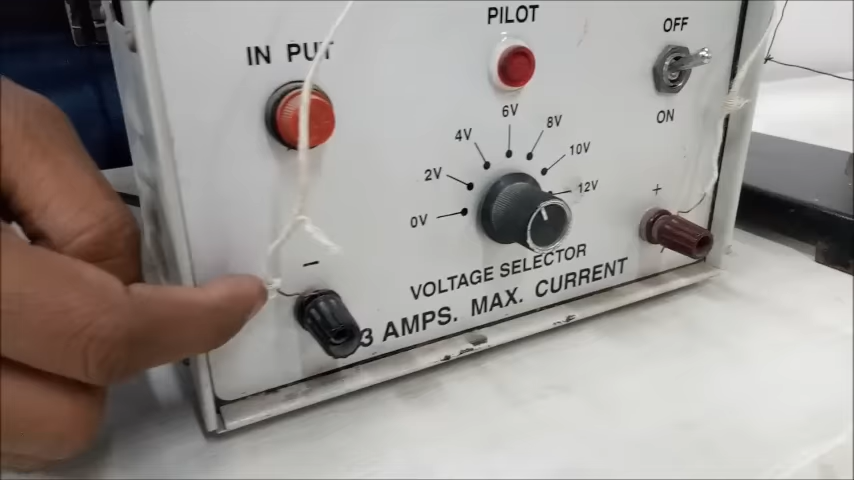 PILOT
OFF
IN PUT
6V
4V
8V
ON
10V
2V
12V
0V
+
−
VOLTAGE SELECTOR
3 AMPS. MAX. CURRENT